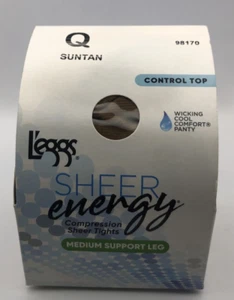 Q
SUNTAN
98170
CONTROL TOP
WICKING
COOL
COMFORT®
PANTY
L'eggs®
SHEER
energy®
Compression
Sheer Tights
MEDIUM SUPPORT LEG